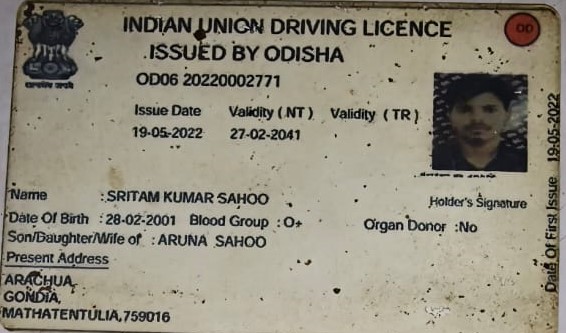 INDIAN UNION DRIVING LICENCE
OD
ISSUED BY ODISHA
OD06 20220002771
Issue Date Validity ( NT ) Validity ( TR )
19-05-2022 27-02-2041
Name : SRITAM KUMAR SAHOO
Holder's Signature
Date Of Birth : 28-02-2001 Blood Group : O+ Organ Donor :No
Son/Daughter/Wife of : ARUNA SAHOO
Present Address
ARACHUA,
GONDIA,
MATHATENTULIA,759016
Date Of First Issue 19-05-2022